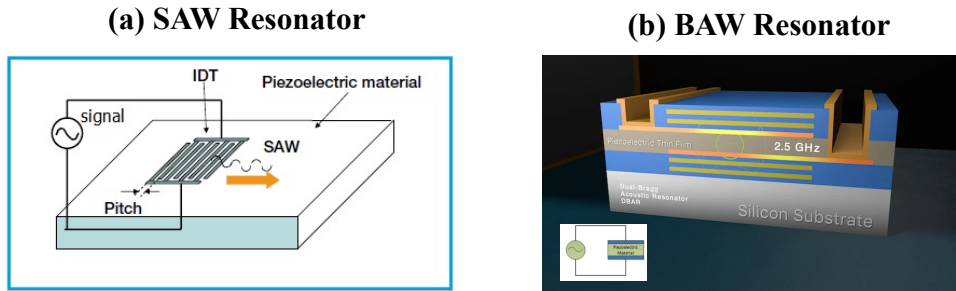 (a) SAW Resonator
(b) BAW Resonator
IDT
Piezoelectric material
signal
SAW
Pitch
Piezoelectric Thin Film
2.5 GHz
Dual-Bragg
Acoustic Resonator
DBAR
Silicon Substrate
Piezoelectric
Material